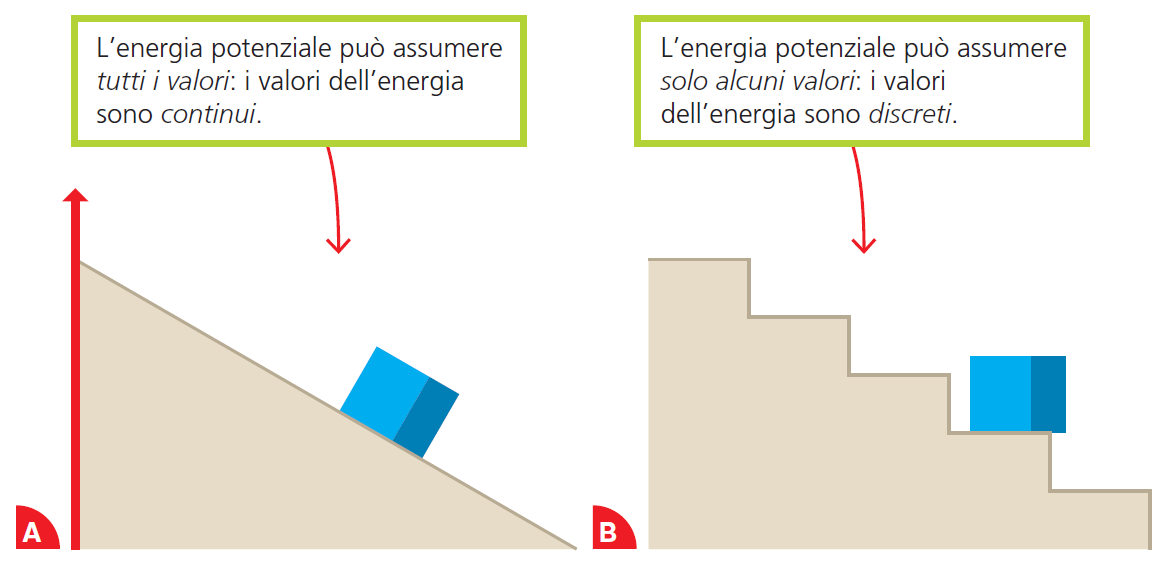 L'energia potenziale può assumere
tutti i valori: i valori dell'energia
sono continui.
L'energia potenziale può assumere
solo alcuni valori: i valori
dell'energia sono discreti.
A
B